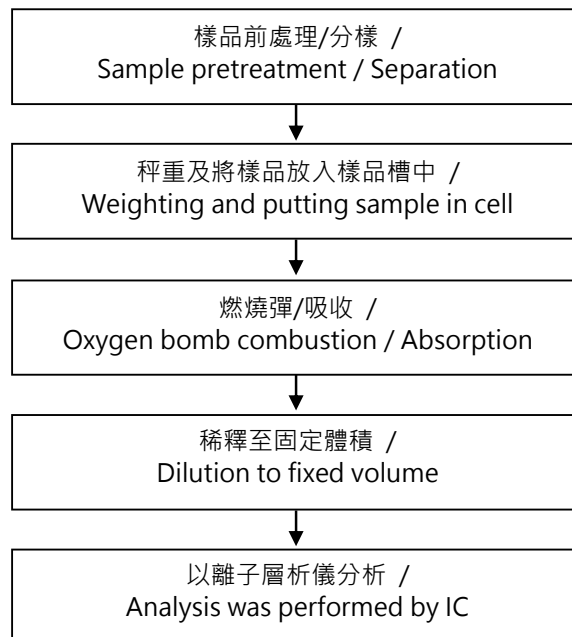 樣品前處理/分樣 /
Sample pretreatment / Separation
秤重及將樣品放入樣品槽中 /
Weighting and putting sample in cell
燃燒彈/吸收 /
Oxygen bomb combustion / Absorption
稀釋至固定體積 /
Dilution to fixed volume
以離子層析儀分析 /
Analysis was performed by IC